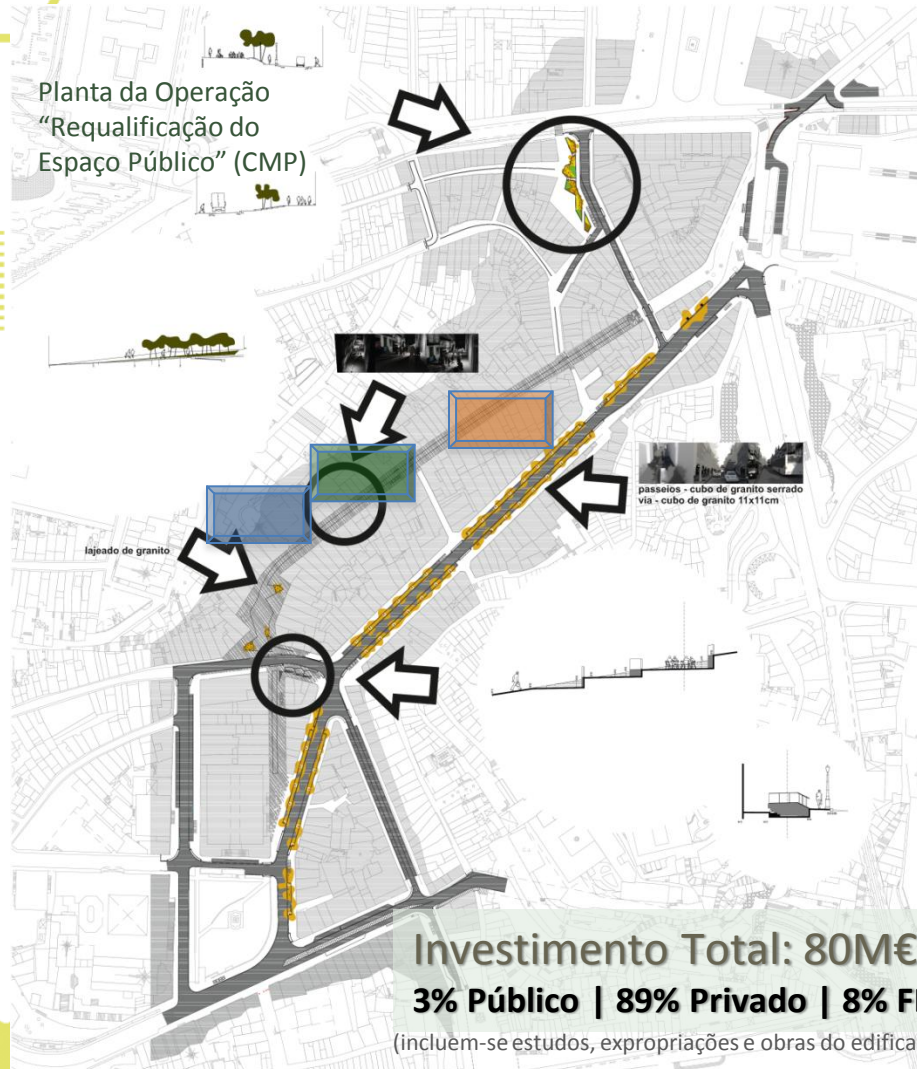 Planta da Operação
“Requalificação do
Espaço Público” (CMP)
passeios - cubo de granito serrado
via - cubo de granito 11x11cm
lajeado de granito
Investimento Total: 80M€
3% Público | 89% Privado | 8%
(incluem-se estudos, expropriações e obras do